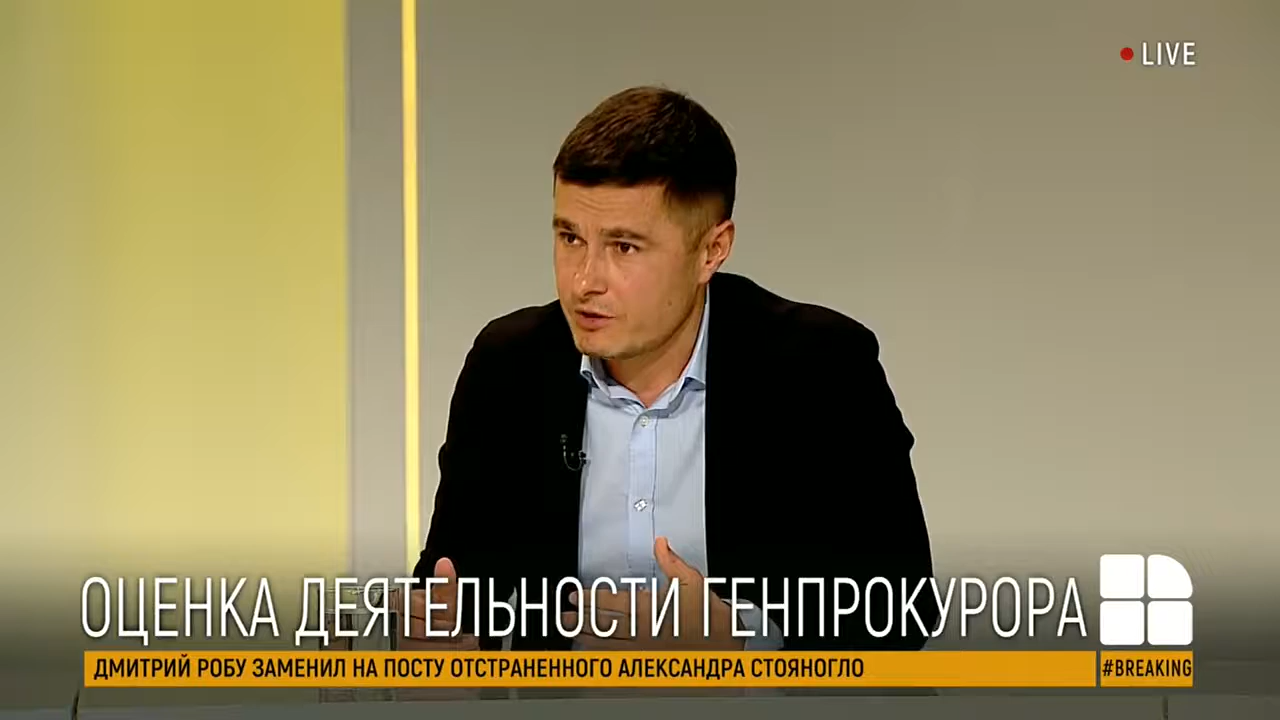 LIVE
ОЦЕНКА ДЕЯТЕЛЬНОСТИ ГЕНПРОКУРОРА
ДМИТРИЙ РОБУ ЗАМЕНИЛ НА ПОСТУ ОТСТРАНЕННОГО АЛЕКСАНДРА СТОЯНОГЛО
#BREAKING